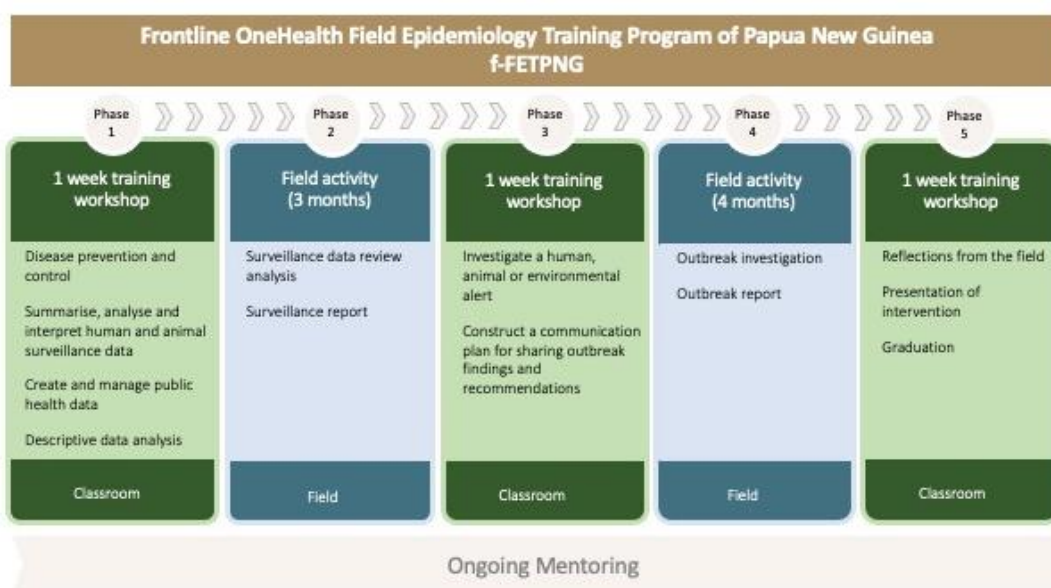 Frontline OneHealth Field Epidemiology Training Program of Papua New Guinea
f-FETPNG
Phase
1
1 week training
workshop
Disease prevention and
control
Summarise, analyse and
interpret human and animal
surveillance data
Create and manage public
health data
Descriptive data analysis
Classroom
Phase
2
Field activity
(3 months)
Surveillance data review
analysis
Surveillance report
Field
Phase
3
1 week training
workshop
Investigate a human,
animal or environmental
alert
Construct a communication
plan for sharing outbreak
findings and
recommendations
Classroom
Phase
4
Field activity
(4 months)
Outbreak investigation
Outbreak report
Field
Phase
5
1 week training
workshop
Reflections from the field
Presentation of
intervention
Graduation
Classroom
Ongoing Mentoring